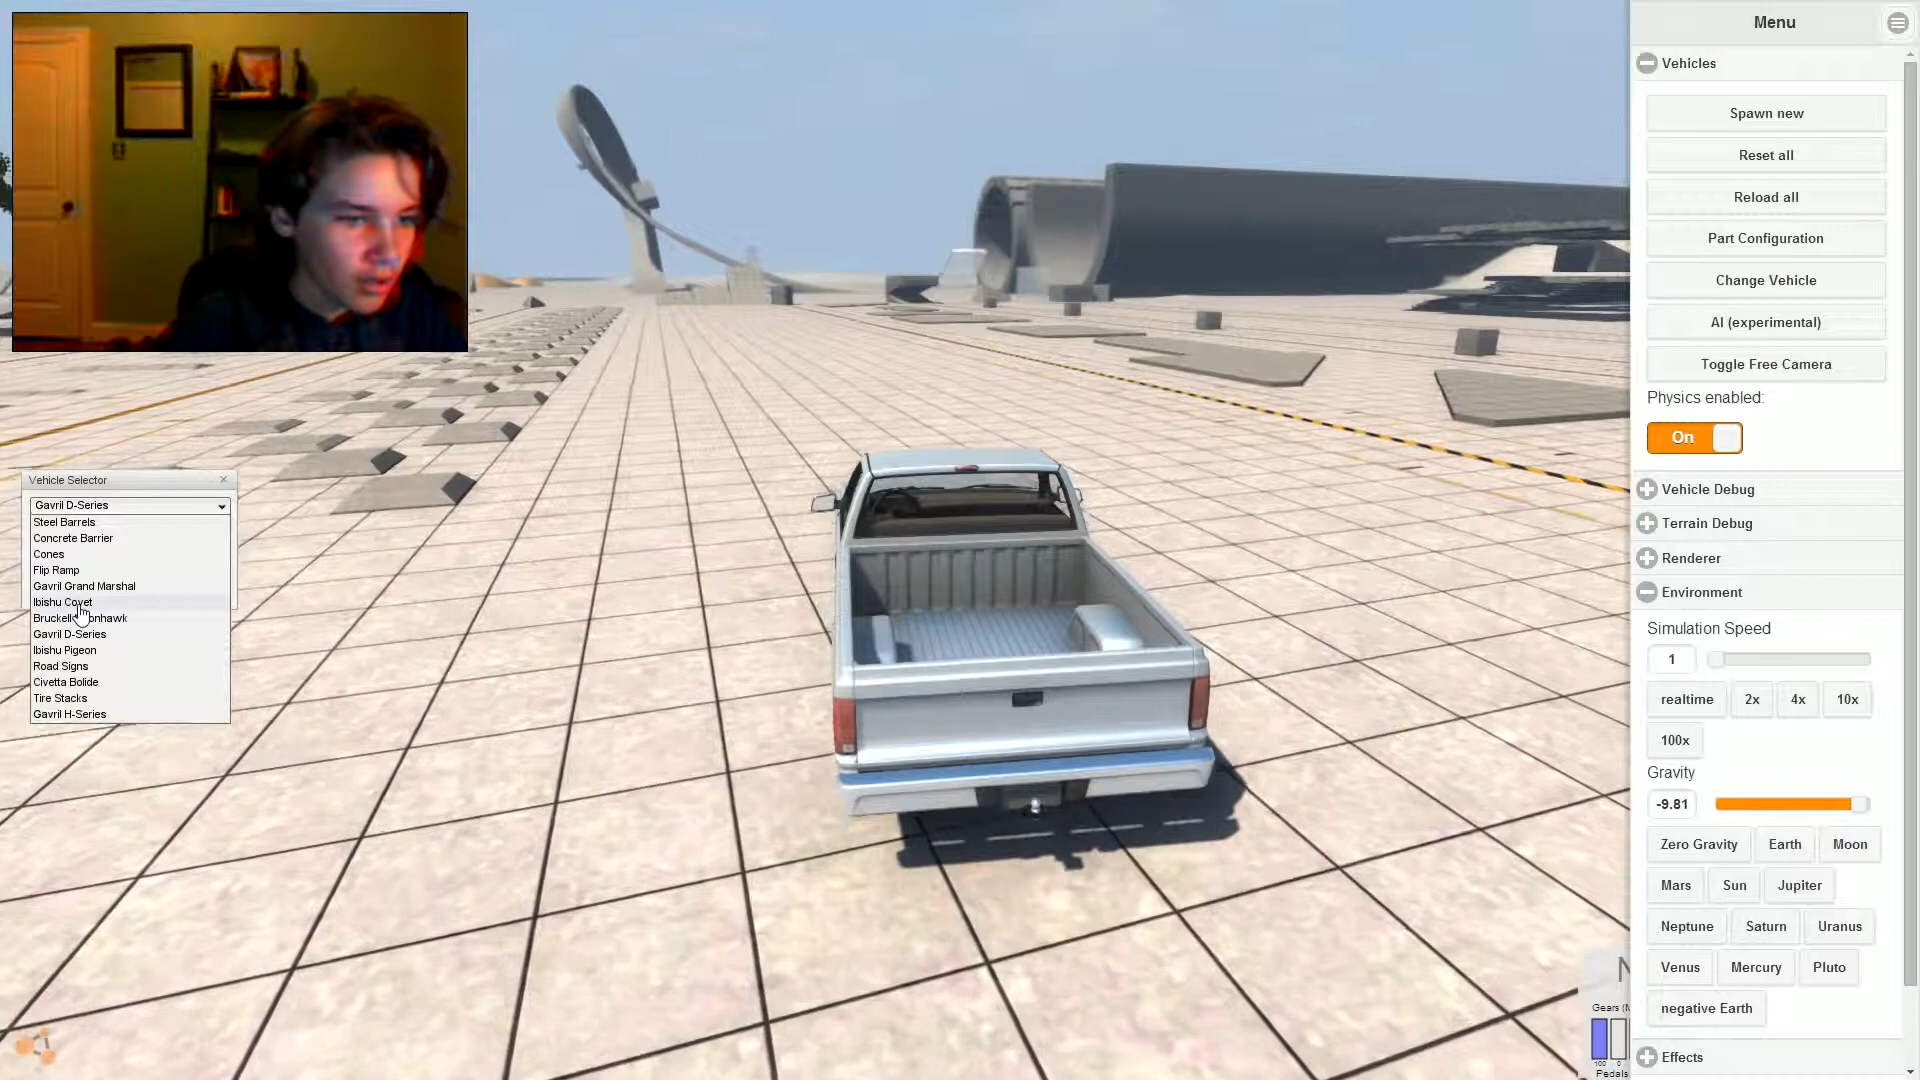 Menu
Vehicles
Spawn new
Reset all
Reload all
Part Configuration
Change Vehicle
AI (experimental)
Toggle Free Camera
Physics enabled:
On
Vehicle Selector
Gavril D-Series
Steel Barrels
Concrete Barrier
Cones
Flip Ramp
Gavril Grand Marshal
Ibishu Covet
Gavril D-Series
Ibishu Pigeon
Road Signs
Civetta Bolide
Tire Stacks
Gavril H-Series
Vehicle Debug
Terrain Debug
Renderer
Environment
Simulation Speed
1
realtime 2x 4x 10x
100x
Gravity
-9.81
Zero Gravity Earth Moon
Mars Sun Jupiter
Neptune Saturn Uranus
Venus Mercury Pluto
negative Earth
Effects
N
Gears
100 0
Pedals